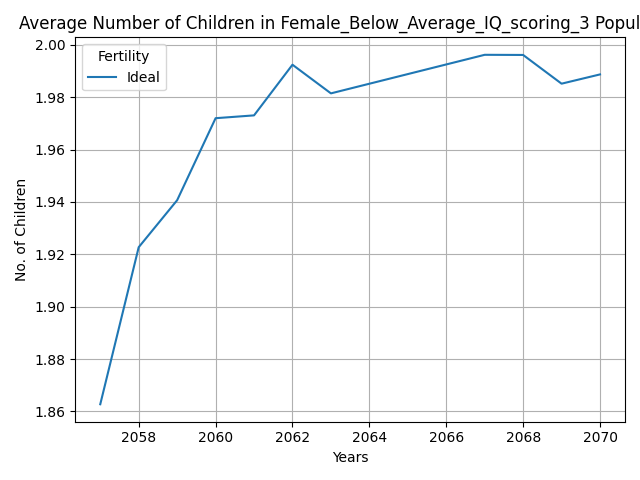 Average Number of Children in Female_Below_Average_IQ_scoring_3 Popul
Fertility
Ideal
2.00
1.98
1.96
1.94
1.92
1.90
1.88
1.86
No. of Children
2058 2060 2062 2064 2066 2068 2070
Years